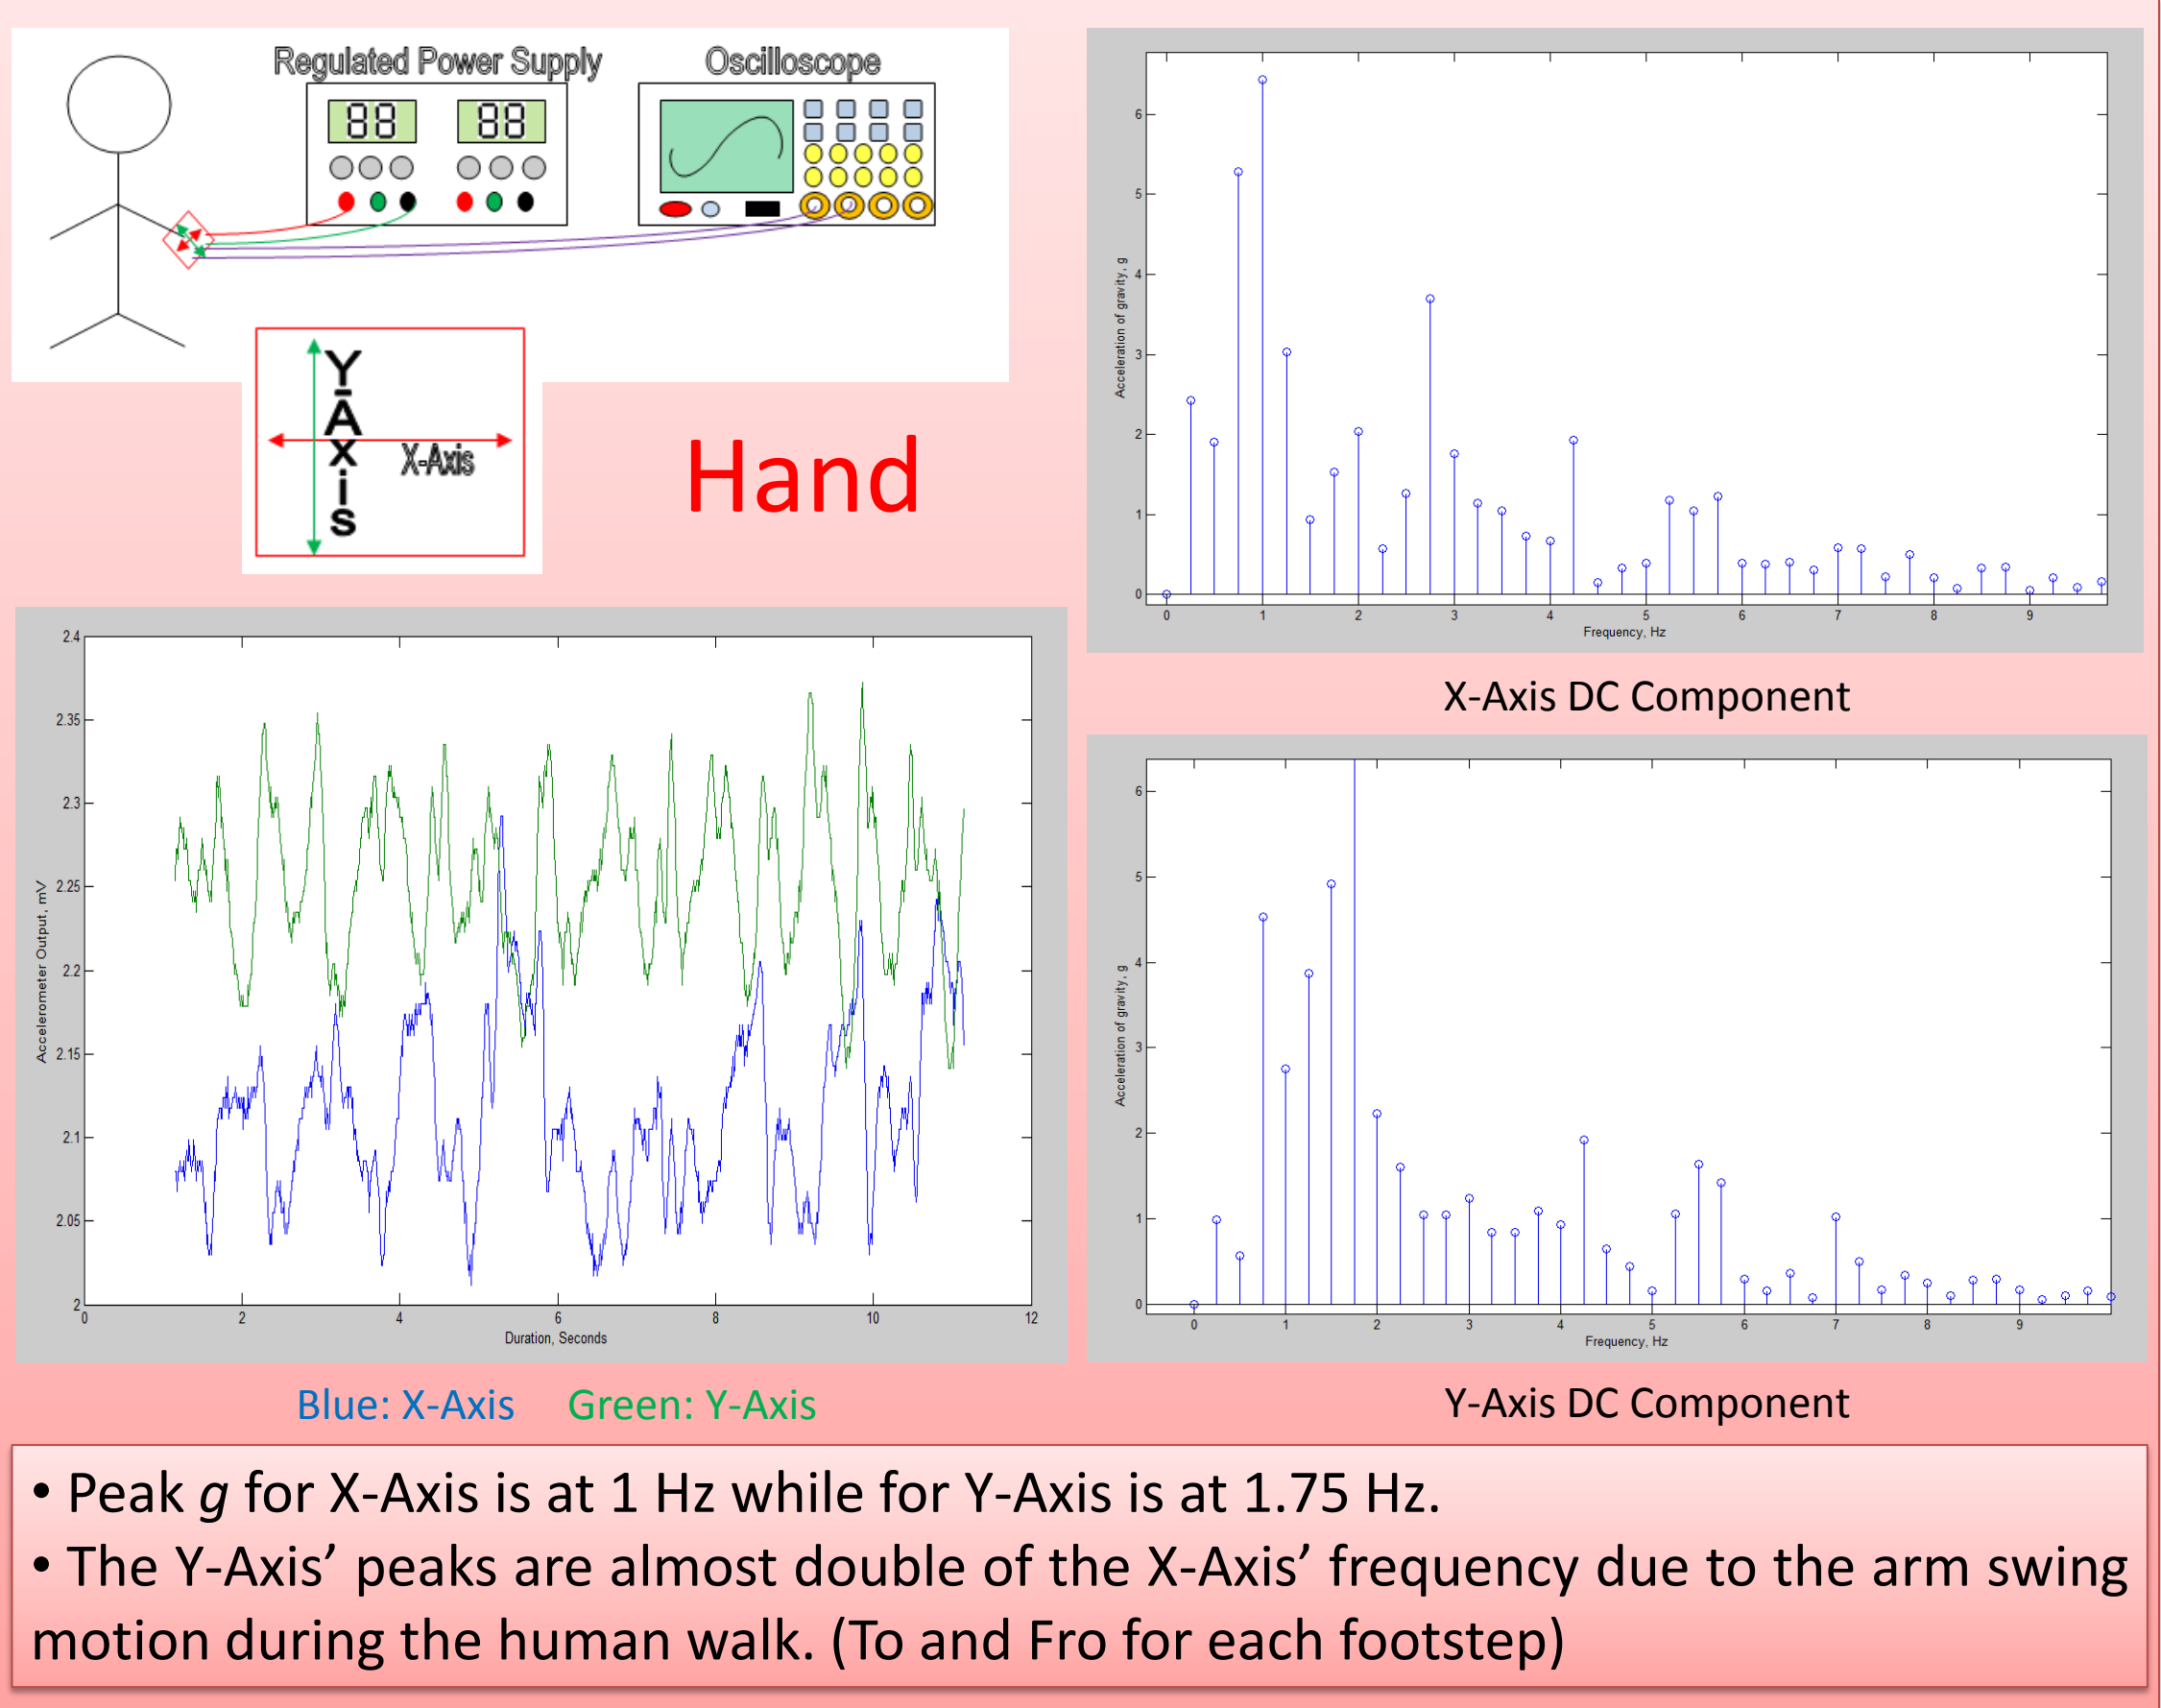 Regulated Power Supply
Oscilloscope
88 88
Y-Axis
X-Axis
Hand
Acceleration of gravity, g
6
5
4
3
2
1
0
0 1 2 3 4 5 6 7 8 9
Frequency, Hz
X-Axis DC Component
Accelerometer Output, mV
2.4
2.35
2.3
2.25
2.2
2.15
2.1
2.05
2
0 2 4 6 8 10 12
Duration, Seconds
Blue: X-Axis Green: Y-Axis
Acceleration of gravity, g
6
5
4
3
2
1
0
0 1 2 3 4 5 6 7 8 9
Frequency, Hz
Y-Axis DC Component
• Peak g for X-Axis is at 1 Hz while for Y-Axis is at 1.75 Hz.
• The Y-Axis’ peaks are almost double of the X-Axis’ frequency due to the arm swing
motion during the human walk. (To and Fro for each footstep)